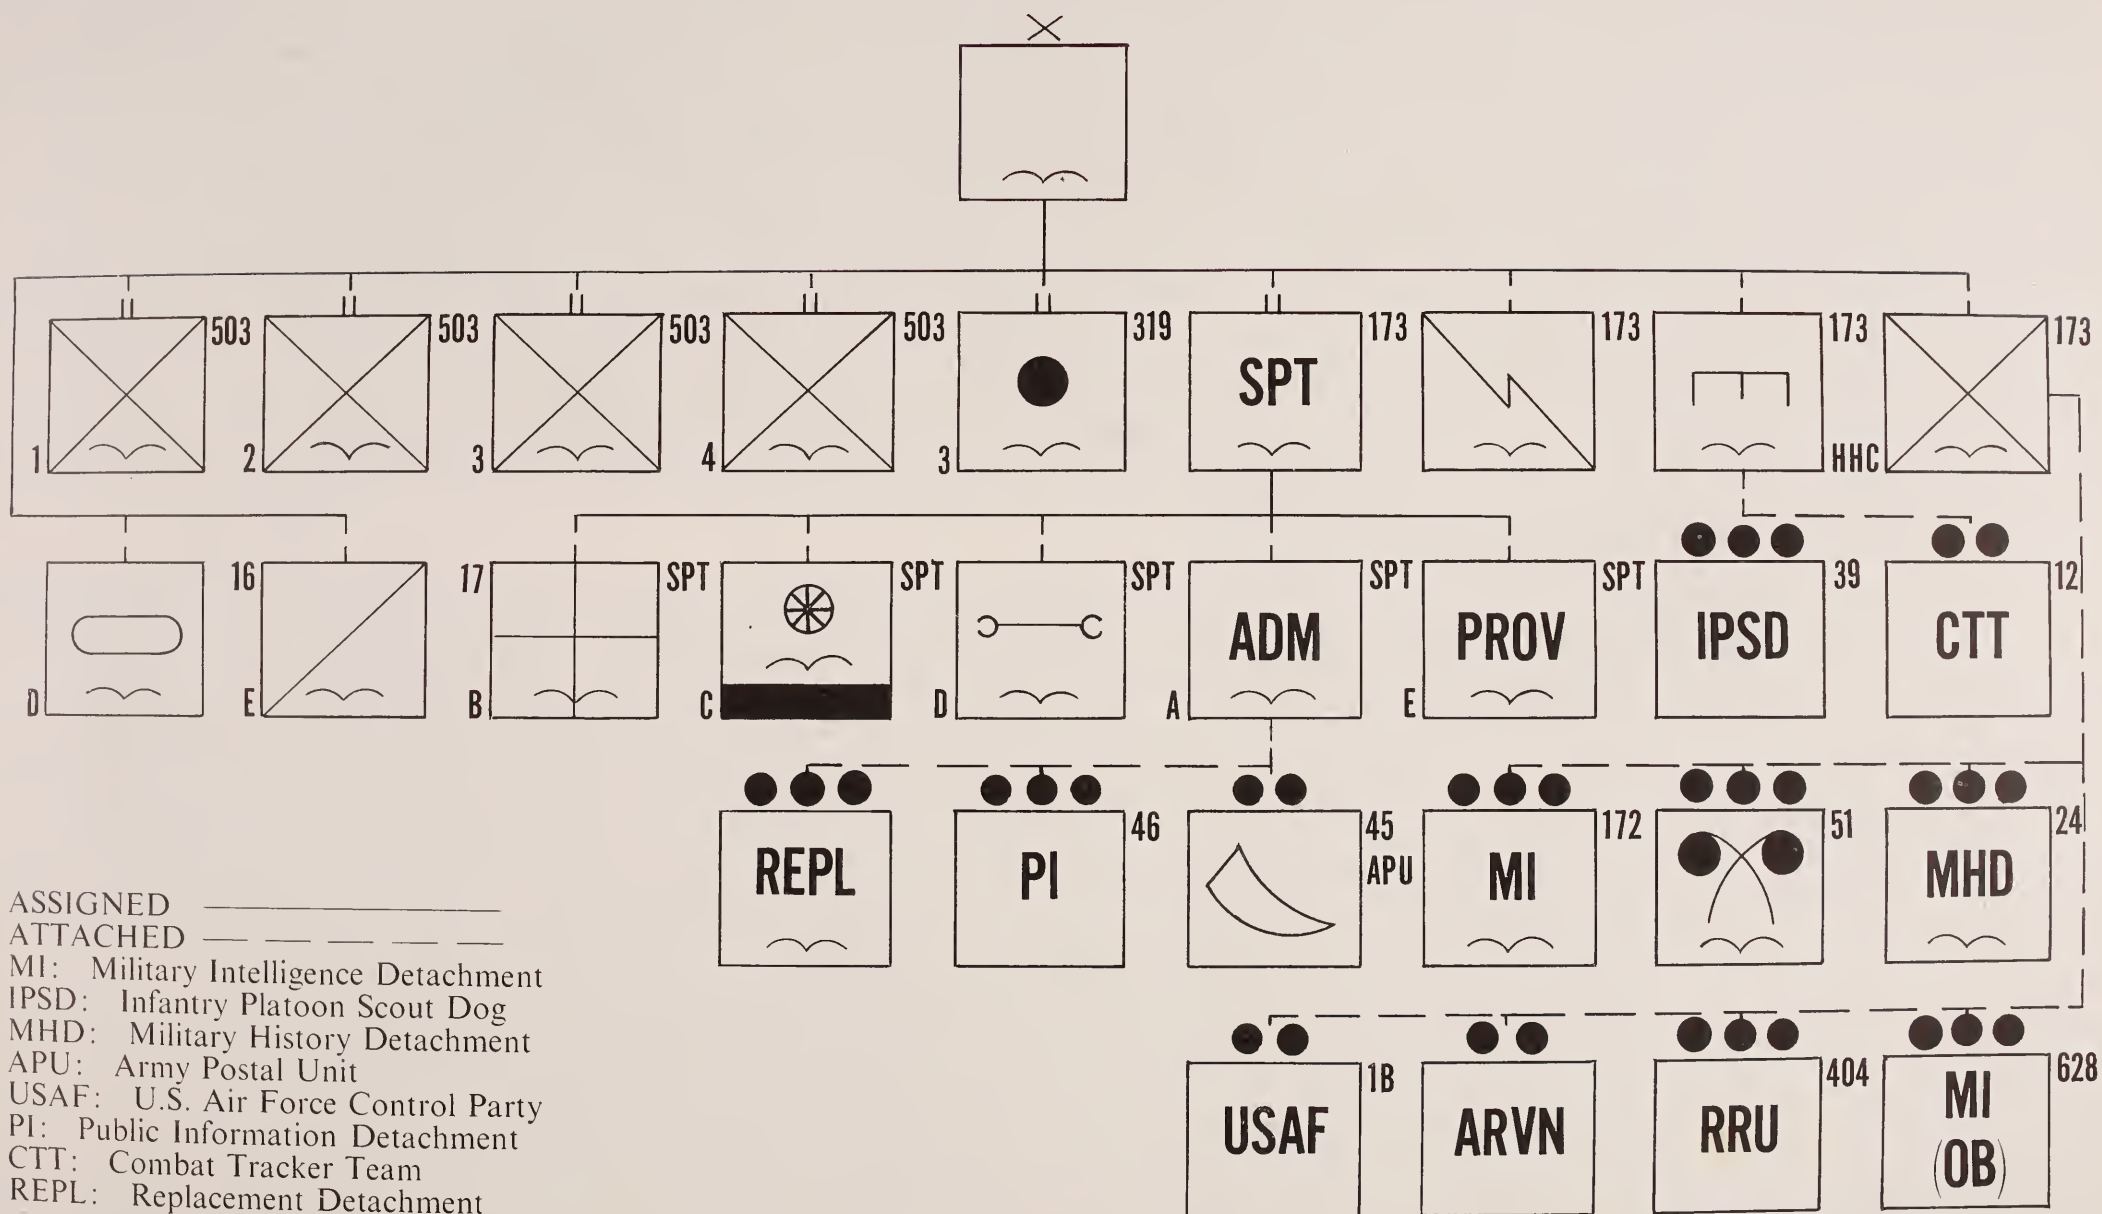 503 503 503 503 319 173 173 173 173
SPT
1 2 3 4 3 HHC
16 17 SPT SPT SPT SPT SPT 39 12
ADM PROV IPSD CTT
D E B C D A E
46 45 172 51 24
REPL PI APU MI MHD
1B 404 628
USAF ARVN RRU MI
(OB)
ASSIGNED
ATTACHED
MI: Military Intelligence Detachment
IPSD: Infantry Platoon Scout Dog
MHD: Military History Detachment
APU: Army Postal Unit
USAF: U.S. Air Force Control Party
PI: Public Information Detachment
CTT: Combat Tracker Team
REPL: Replacement Detachment